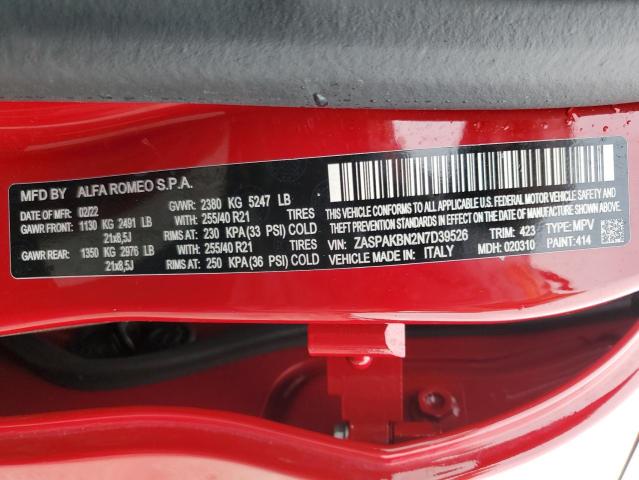 MFD BY ALFA ROMEO S.P.A.
DATE OF MFR: 02/22 GVWR: 2380 KG 5247 LB
GAWR FRONT: 1130 KG 2491 LB 255/40 R21 TIRES
21x8,5J RIMS AT: 230 KPA(33 PSI) COLD
GAWR REAR: 1350 KG 2976 LB 255/40 R21 TIRES
21x8,5J RIMS AT: 250 KPA(36 PSI) COLD
THIS VEHICLE CONFORMS TO ALL APPLICABLE U.S. FEDERAL MOTOR VEHICLE SAFETY AND
THEFT PREVENTION STANDARDS IN EFFECT ON THE DATE OF MANUFACTURE SHOWN ABOVE.
VIN: ZASPAKBN2N7D39526 TRIM: 423 TYPE: MPV
VEHICLE MADE IN: ITALY MDH: 020310 PAINT: 414